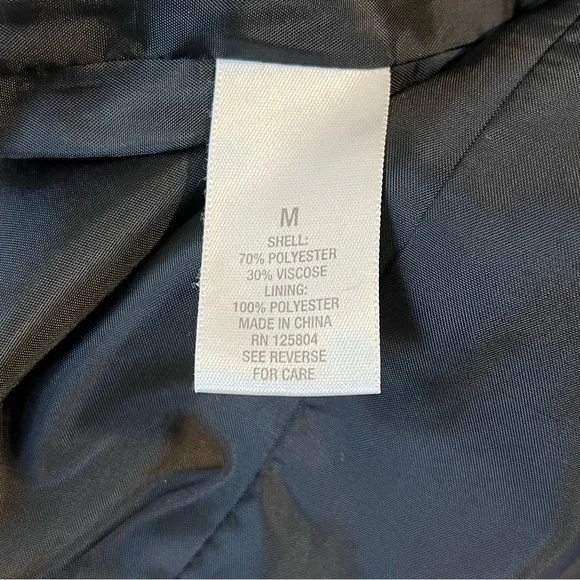 M
SHELL:
70% POLYESTER
30% VISCOSE
LINING:
100% POLYESTER
MADE IN CHINA
RN 125804
SEE REVERSE
FOR CARE